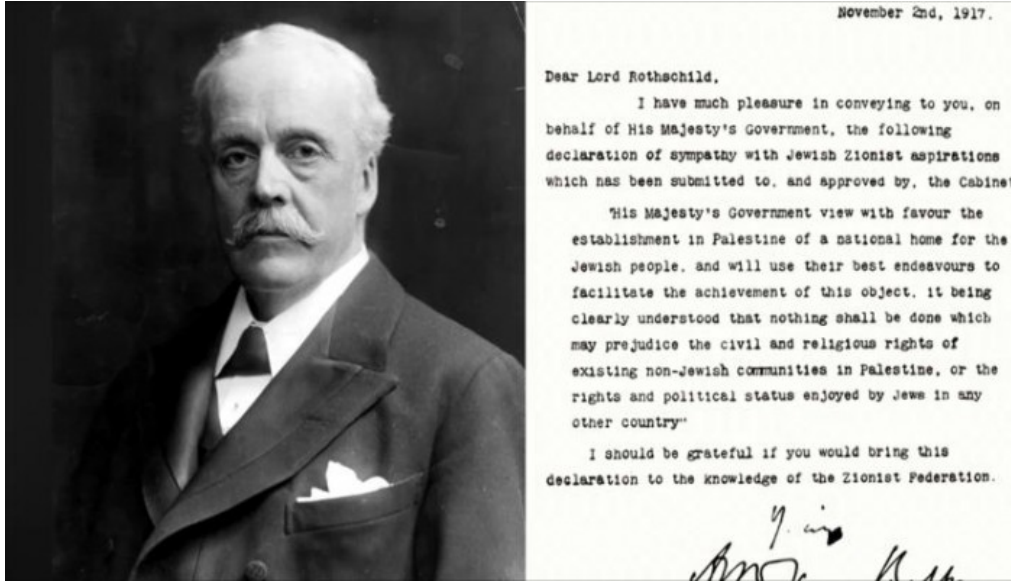 November 2nd, 1917.
Dear Lord Rothschild,
I have much pleasure in conveying to you, on
behalf of His Majesty's Government, the following
declaration of sympathy with Jewish Zionist aspirations
which has been submitted to, and approved by, the Cabinet
"His Majesty's Government view with favour the
establishment in Palestine of a national home for the
Jewish people, and will use their best endeavours to
facilitate the achievement of this object, it being
clearly understood that nothing shall be done which
may prejudice the civil and religious rights of
existing non-Jewish communities in Palestine, or the
rights and political status enjoyed by Jews in any
other country"
I should be grateful if you would bring this
declaration to the knowledge of the Zionist Federation.